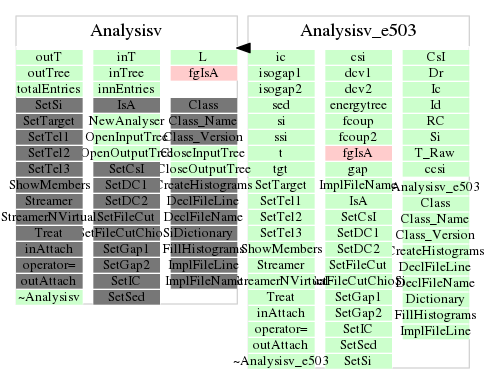 Analysisv
outT
outTree
totalEntries
SetSi
SetTarget
SetTel1
SetTel2
SetTel3
ShowMembers
Streamer
StreamerNVirtual
Treat
inAttach
operator=
outAttach
~Analysisv
inT
inTree
innEntries
IsA
NewAnalyser
OpenInputTree
OpenOutputTree
SetCsI
SetDC1
SetDC2
SetFileCut
SetFileCutChioSi
SetGap1
SetGap2
SetIC
SetSed
L
fgIsA
Class
Class_Name
Class_Version
CloseInputTree
CloseOutputTree
CreateHistograms
DeclFileLine
DeclFileName
Dictionary
FillHistograms
ImplFileLine
ImplFileName
Analysisv_e503
ic
isogap1
isogap2
sed
si
ssi
t
tgt
SetTarget
SetTel1
SetTel2
SetTel3
ShowMembers
Streamer
StreamerNVirtual
Treat
inAttach
operator=
outAttach
~Analysisv_e503
csi
dcv1
dcv2
energytree
fcoup
fcoup2
fgIsA
gap
ImplFileName
IsA
SetCsI
SetDC1
SetDC2
SetFileCut
SetFileCutChioSi
SetGap1
SetGap2
SetIC
SetSed
SetSi
CsI
Dr
Ic
Id
RC
Si
T_Raw
ccsi
Analysisv_e503
Class
Class_Name
Class_Version
CreateHistograms
DeclFileLine
DeclFileName
Dictionary
FillHistograms
ImplFileLine